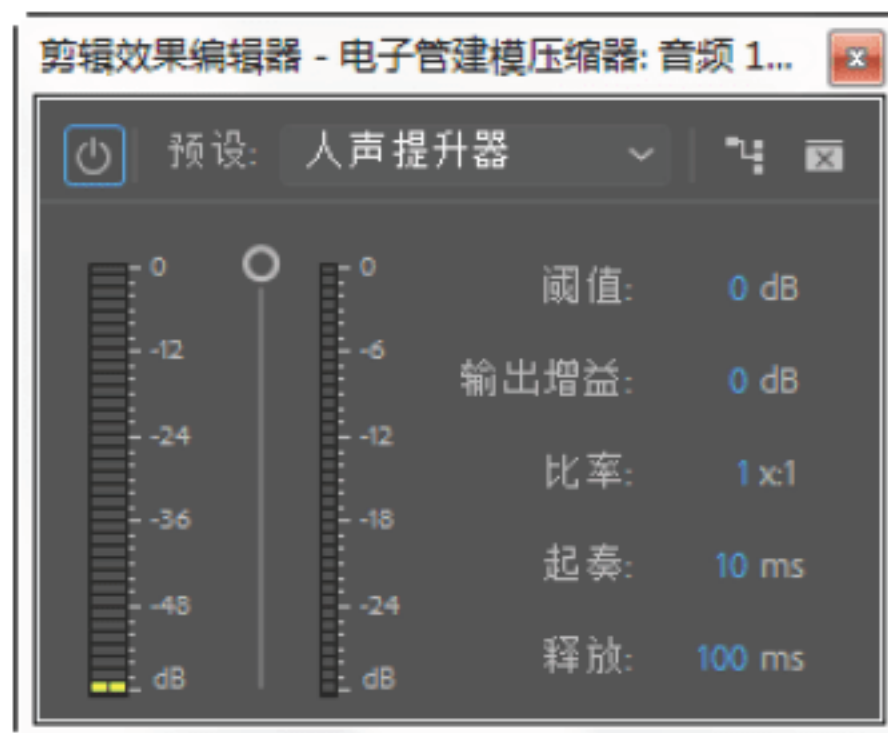 剪辑效果编辑器 - 电子管建模压缩器: 音频 1...
预设: 人声提升器
0 0 阈值: 0 dB
-12 -6 输出增益: 0 dB
-24 -12 比率: 1 x:1
-36 -18 起奏: 10 ms
-48 -24 释放: 100 ms
dB dB